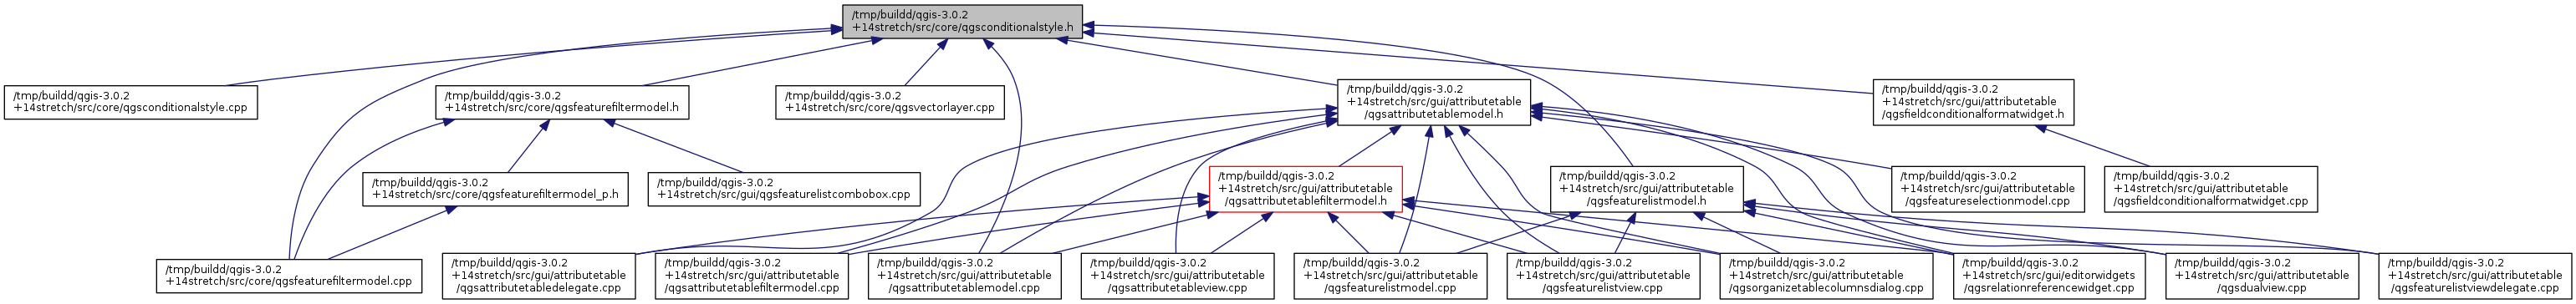 /tmp/buildd/qgis-3.0.2
+14stretch/src/core/qgsconditionalstyle.h
/tmp/buildd/qgis-3.0.2
+14stretch/src/core/qgsconditionalstyle.cpp
/tmp/buildd/qgis-3.0.2
+14stretch/src/core/qgsfeaturefiltermodel.h
/tmp/buildd/qgis-3.0.2
+14stretch/src/core/qgsvectorlayer.cpp
/tmp/buildd/qgis-3.0.2
+14stretch/src/gui/attributetable
/qgsattributetablemodel.h
/tmp/buildd/qgis-3.0.2
+14stretch/src/gui/attributetable
/qgsfieldconditionalformatwidget.h
/tmp/buildd/qgis-3.0.2
+14stretch/src/core/qgsfeaturefiltermodel_p.h
/tmp/buildd/qgis-3.0.2
+14stretch/src/gui/qgsfeaturelistcombobox.cpp
/tmp/buildd/qgis-3.0.2
+14stretch/src/gui/attributetable
/qgsattributetablefiltermodel.h
/tmp/buildd/qgis-3.0.2
+14stretch/src/gui/attributetable
/qgsfeaturelistmodel.h
/tmp/buildd/qgis-3.0.2
+14stretch/src/gui/attributetable
/qgsfeatureselectionmodel.cpp
/tmp/buildd/qgis-3.0.2
+14stretch/src/gui/attributetable
/qgsfieldconditionalformatwidget.cpp
/tmp/buildd/qgis-3.0.2
+14stretch/src/core/qgsfeaturefiltermodel.cpp
/tmp/buildd/qgis-3.0.2
+14stretch/src/gui/attributetable
/qgsattributetabledelegate.cpp
/tmp/buildd/qgis-3.0.2
+14stretch/src/gui/attributetable
/qgsattributetablefiltermodel.cpp
/tmp/buildd/qgis-3.0.2
+14stretch/src/gui/attributetable
/qgsattributetablemodel.cpp
/tmp/buildd/qgis-3.0.2
+14stretch/src/gui/attributetable
/qgsattributetableview.cpp
/tmp/buildd/qgis-3.0.2
+14stretch/src/gui/attributetable
/qgsfeaturelistmodel.cpp
/tmp/buildd/qgis-3.0.2
+14stretch/src/gui/attributetable
/qgsfeaturelistview.cpp
/tmp/buildd/qgis-3.0.2
+14stretch/src/gui/attributetable
/qgsorganizetablecolumnsdialog.cpp
/tmp/buildd/qgis-3.0.2
+14stretch/src/gui/editorwidgets
/qgsrelationreferencewidget.cpp
/tmp/buildd/qgis-3.0.2
+14stretch/src/gui/attributetable
/qgsdualview.cpp
/tmp/buildd/qgis-3.0.2
+14stretch/src/gui/attributetable
/qgsfeaturelistviewdelegate.cpp